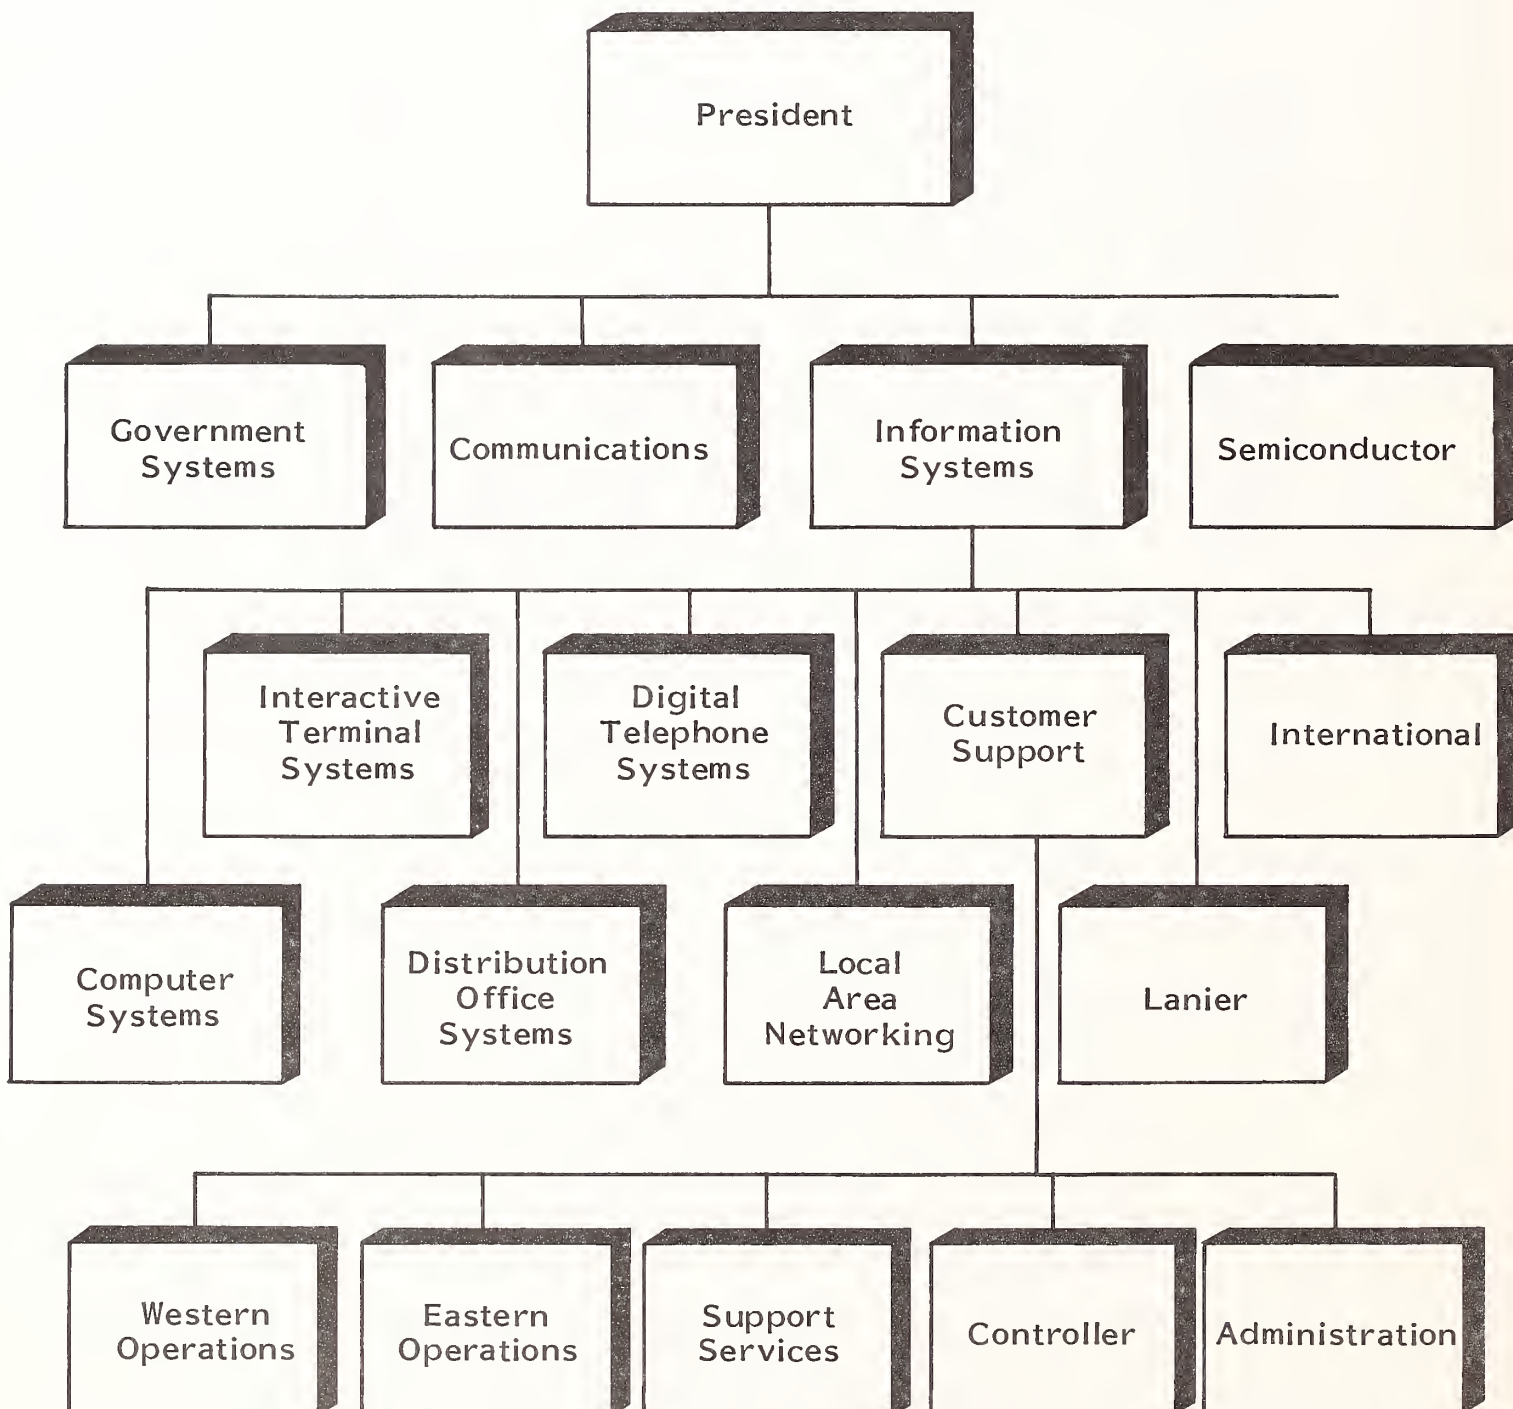 President
Government
Systems
Communications
Information
Systems
Semiconductor
Interactive
Terminal
Systems
Digital
Telephone
Systems
Customer
Support
International
Computer
Systems
Distribution
Office
Systems
Local
Area
Networking
Lanier
Western
Operations
Eastern
Operations
Support
Services
Controller
Administration